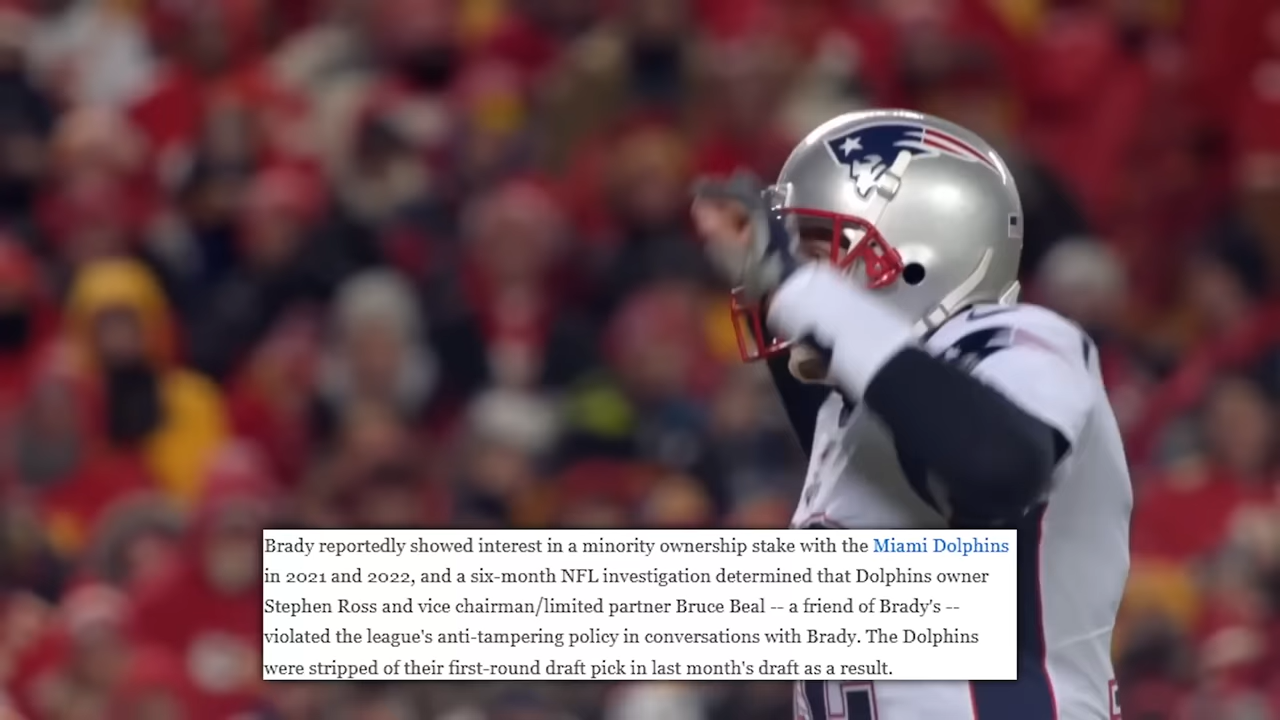 Brady reportedly showed interest in a minority ownership stake with the Miami Dolphins
in 2021 and 2022, and a six-month NFL investigation determined that Dolphins owner
Stephen Ross and vice chairman/limited partner Bruce Beal -- a friend of Brady's --
violated the league's anti-tampering policy in conversations with Brady. The Dolphins
were stripped of their first-round draft pick in last month's draft as a result.